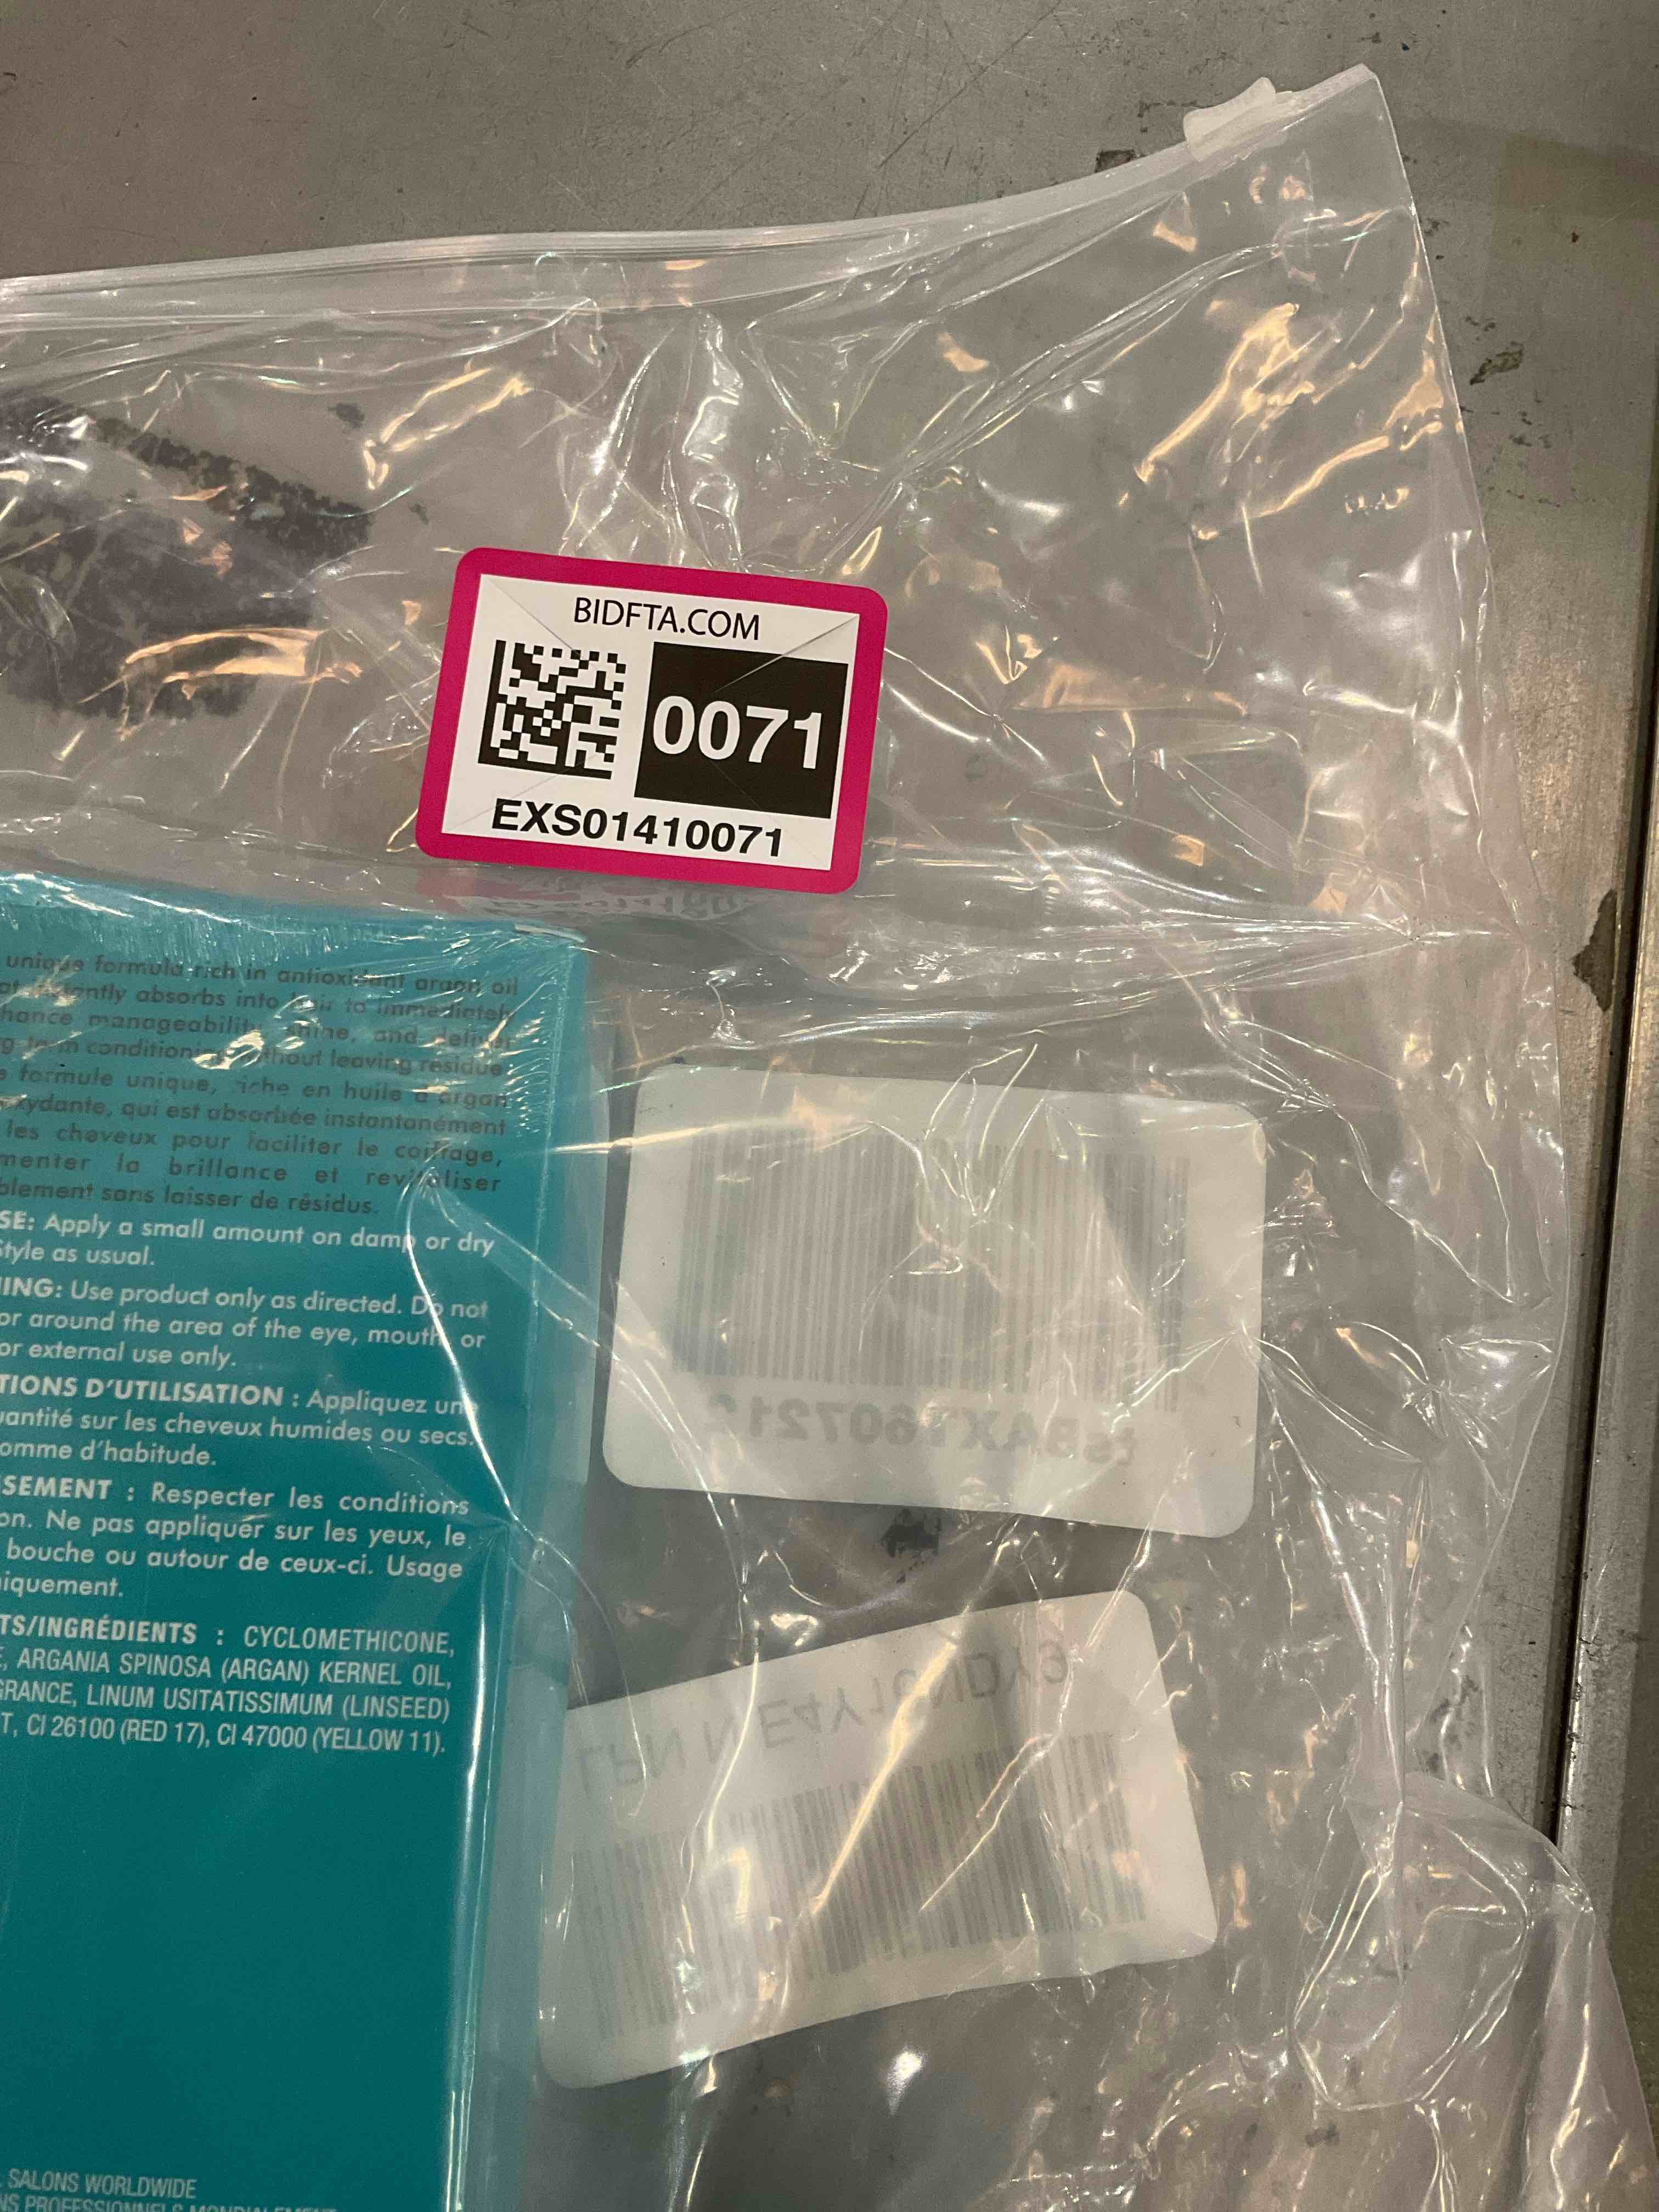 BIDFTA.COM
0071
EXS01410071
unique formula rich in antioxidant argan oil
absorbs into hair to immediately
manageability, shine, and deliver
conditioning without leaving residue.
formule unique, riche en huile d'argan
qui est absorbée instantanément
les cheveux pour faciliter le coiffage,
la brillance et revitaliser
sans laisser de résidus.
SE: Apply a small amount on damp or dry
Style as usual.
ING: Use product only as directed. Do not
or around the area of the eye, mouth or
or external use only.
TIONS D'UTILISATION : Appliquez une
uantité sur les cheveux humides ou secs.
omme d'habitude.
SEMENT : Respecter les conditions
on. Ne pas appliquer sur les yeux, le
bouche ou autour de ceux-ci. Usage
iquement.
TS/INGRÉDIENTS : CYCLOMETHICONE,
E, ARGANIA SPINOSA (ARGAN) KERNEL OIL,
GRANCE, LINUM USITATISSIMUM (LINSEED)
T, CI 26100 (RED 17), CI 47000 (YELLOW 11).
SALONS WORLDWIDE